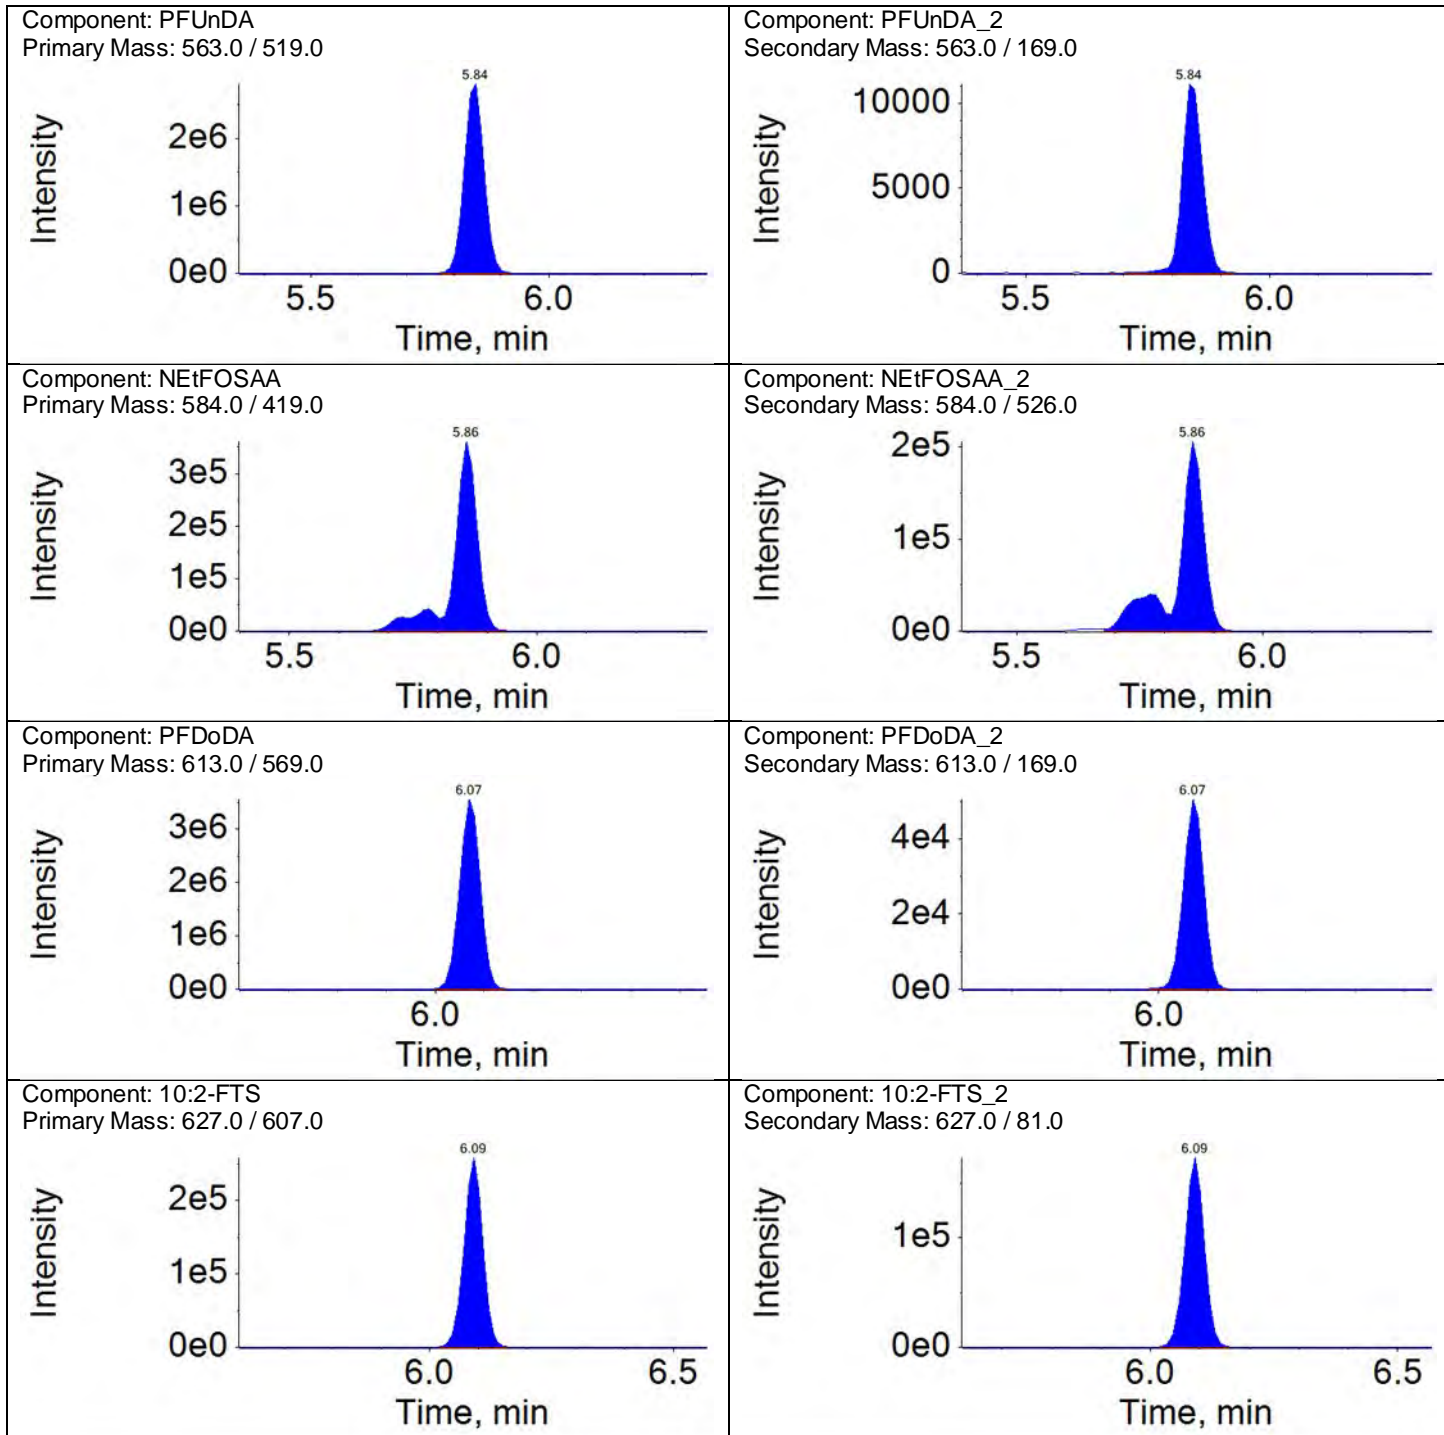 Component: PFUnDA
Primary Mass: 563.0 / 519.0
5.84
Intensity
2e6
1e6
0e0
5.5 6.0
Time, min
Component: PFUnDA_2
Secondary Mass: 563.0 / 169.0
5.84
Intensity
10000
5000
0
5.5 6.0
Time, min
Component: NEtFOSAA
Primary Mass: 584.0 / 419.0
5.86
Intensity
3e5
2e5
1e5
0e0
5.5 6.0
Time, min
Component: NEtFOSAA_2
Secondary Mass: 584.0 / 526.0
5.86
Intensity
2e5
1e5
0e0
5.5 6.0
Time, min
Component: PFDoDA
Primary Mass: 613.0 / 569.0
6.07
Intensity
3e6
2e6
1e6
0e0
6.0
Time, min
Component: PFDoDA_2
Secondary Mass: 613.0 / 169.0
6.07
Intensity
4e4
2e4
0e0
6.0
Time, min
Component: 10:2-FTS
Primary Mass: 627.0 / 607.0
6.09
Intensity
2e5
1e5
0e0
6.0 6.5
Time, min
Component: 10:2-FTS_2
Secondary Mass: 627.0 / 81.0
6.09
Intensity
1e5
0e0
6.0 6.5
Time, min